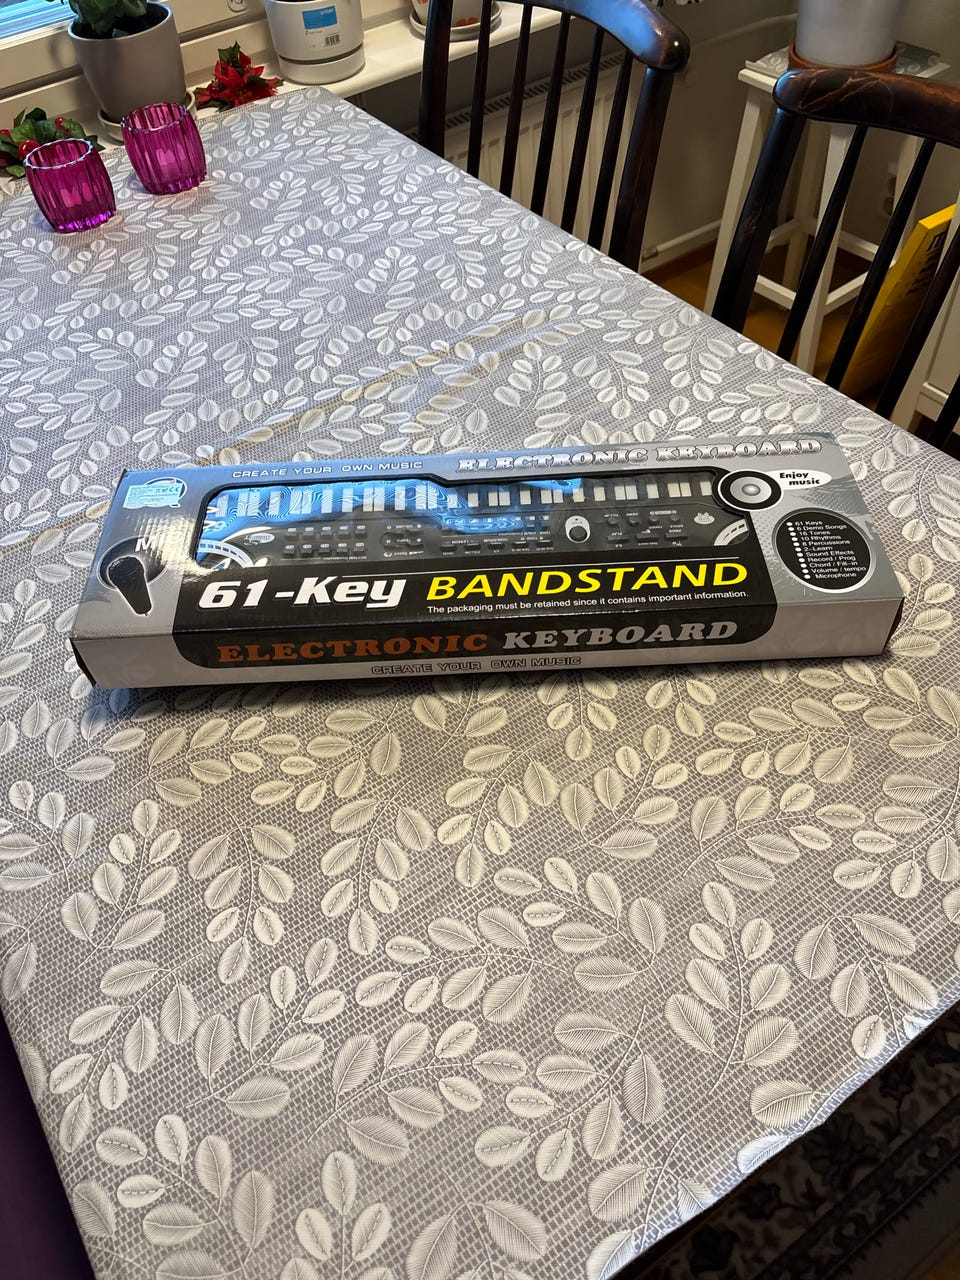 CREATE YOUR OWN MUSIC
ELECTRONIC KEYBOARD
Enjoy
music
61 Keys
6 Demo Songs
16 Tones
10 Rhythms
8 Percussions
2-Learn
Sound Effects
Record / Prog
Chord / Fill-in
Volume / tempo
Microphone
61-Key BANDSTAND
The packaging must be retained since it contains important information.
ELECTRONIC KEYBOARD
CREATE YOUR OWN MUSIC